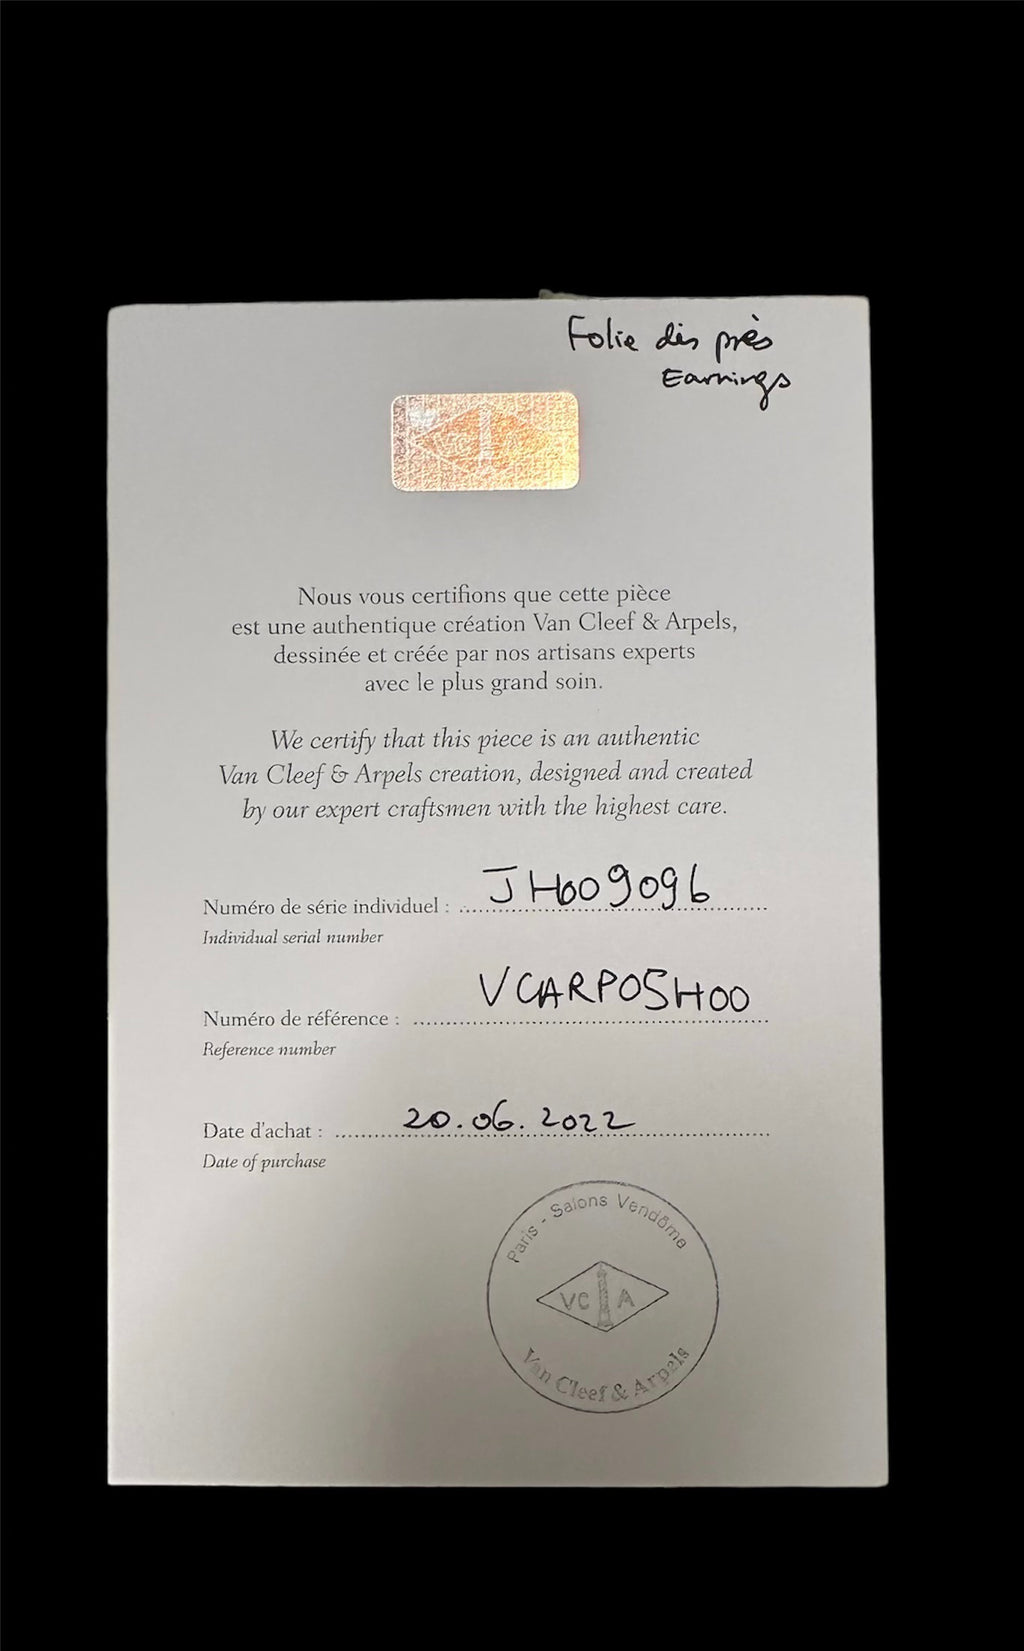 Folie dès près
Earnings
Nous vous certifions que cette pièce
est une authentique création Van Cleef & Arpels,
dessinée et créée par nos artisans experts
avec le plus grand soin.
We certify that this piece is an authentic
Van Cleef & Arpels creation, designed and created
by our expert craftsmen with the highest care.
Numéro de série individuel : JH009096
Individual serial number
Numéro de référence : VCARP05H00
Reference number
Date d'achat : 20.06.2022
Date of purchase
Paris - Salons Vendôme
VC A
Van Cleef & Arpels